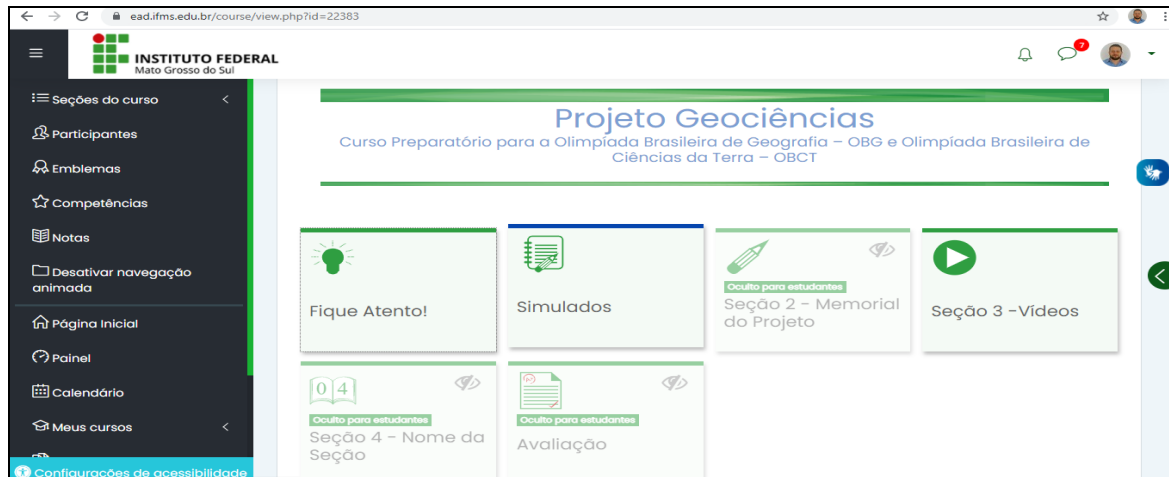 ead.ifms.edu.br/course/view.php?id=22383
INSTITUTO FEDERAL
Mato Grosso do Sul
7
Seções do curso
Participantes
Emblemas
Competências
Notas
Desativar navegação
animada
Página Inicial
Painel
Calendário
Meus cursos
Configurações de acessibilidade
Projeto Geociências
Curso Preparatório para a Olimpíada Brasileira de Geografia – OBG e Olimpíada Brasileira de
Ciências da Terra – OBCT
Fique Atento!
Simulados
Oculto para estudantes
Seção 2 - Memorial
do Projeto
Seção 3 -Vídeos
04
Oculto para estudantes
Seção 4 - Nome da
Seção
Oculto para estudantes
Avaliação